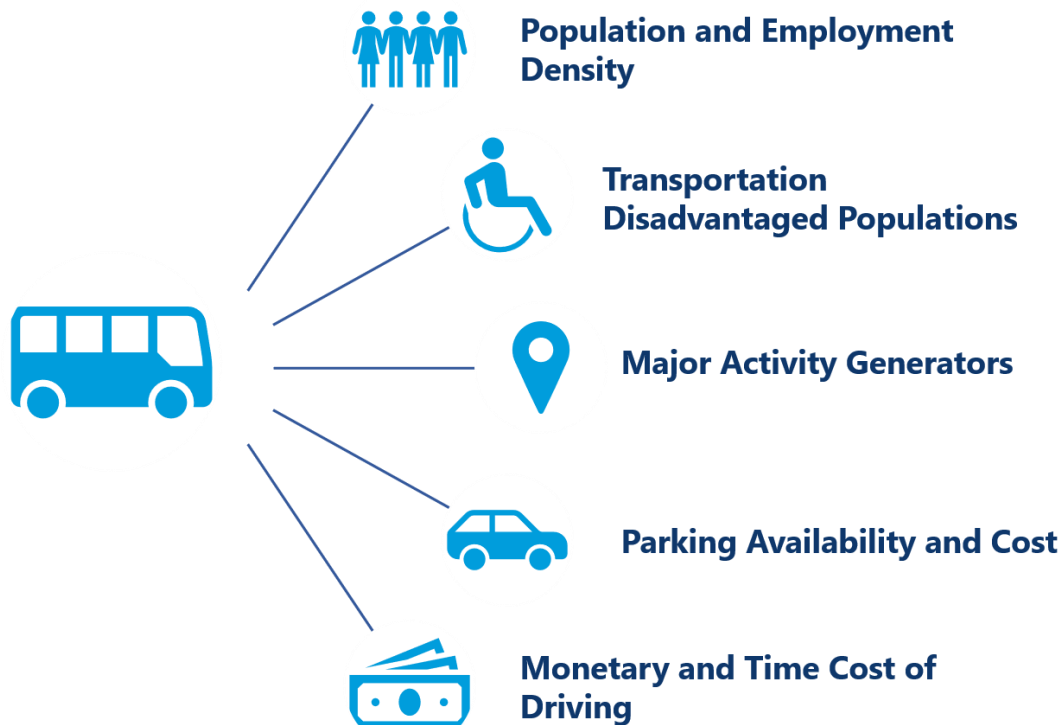 Population and Employment
Density
Transportation
Disadvantaged Populations
Major Activity Generators
Parking Availability and Cost
Monetary and Time Cost of
Driving